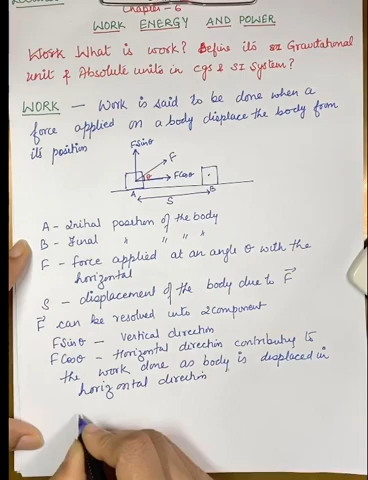 Chapter - 6
WORK ENERGY AND POWER
Work What is work? Define its SI Gravitational
unit & Absolute units in cgs & SI System?
WORK - Work is said to be done when a
force applied on a body displace the body from
its position
FSinθ
F
θ
FCosθ
A
B
S
A - Initial position of the body
B - Final " " " "
F - force applied at an angle θ with the
horizontal
S - displacement of the body due to F⃗
F⃗ can be resolved into 2 component
FSinθ - Vertical direction
FCosθ - Horizontal direction contributing to
the work done as body is displaced in
horizontal direction